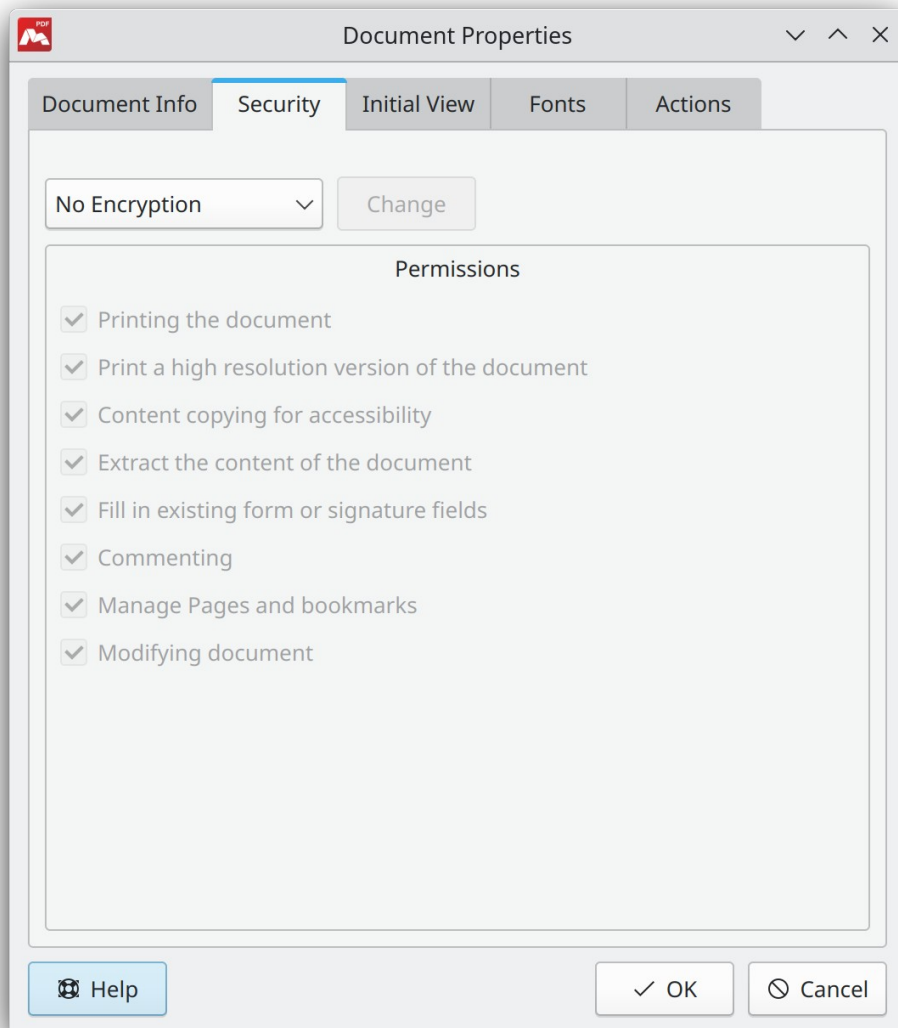 PDF
Document Properties
Document Info Security Initial View Fonts Actions
No Encryption Change
Permissions
Printing the document
Print a high resolution version of the document
Content copying for accessibility
Extract the content of the document
Fill in existing form or signature fields
Commenting
Manage Pages and bookmarks
Modifying document
Help OK Cancel